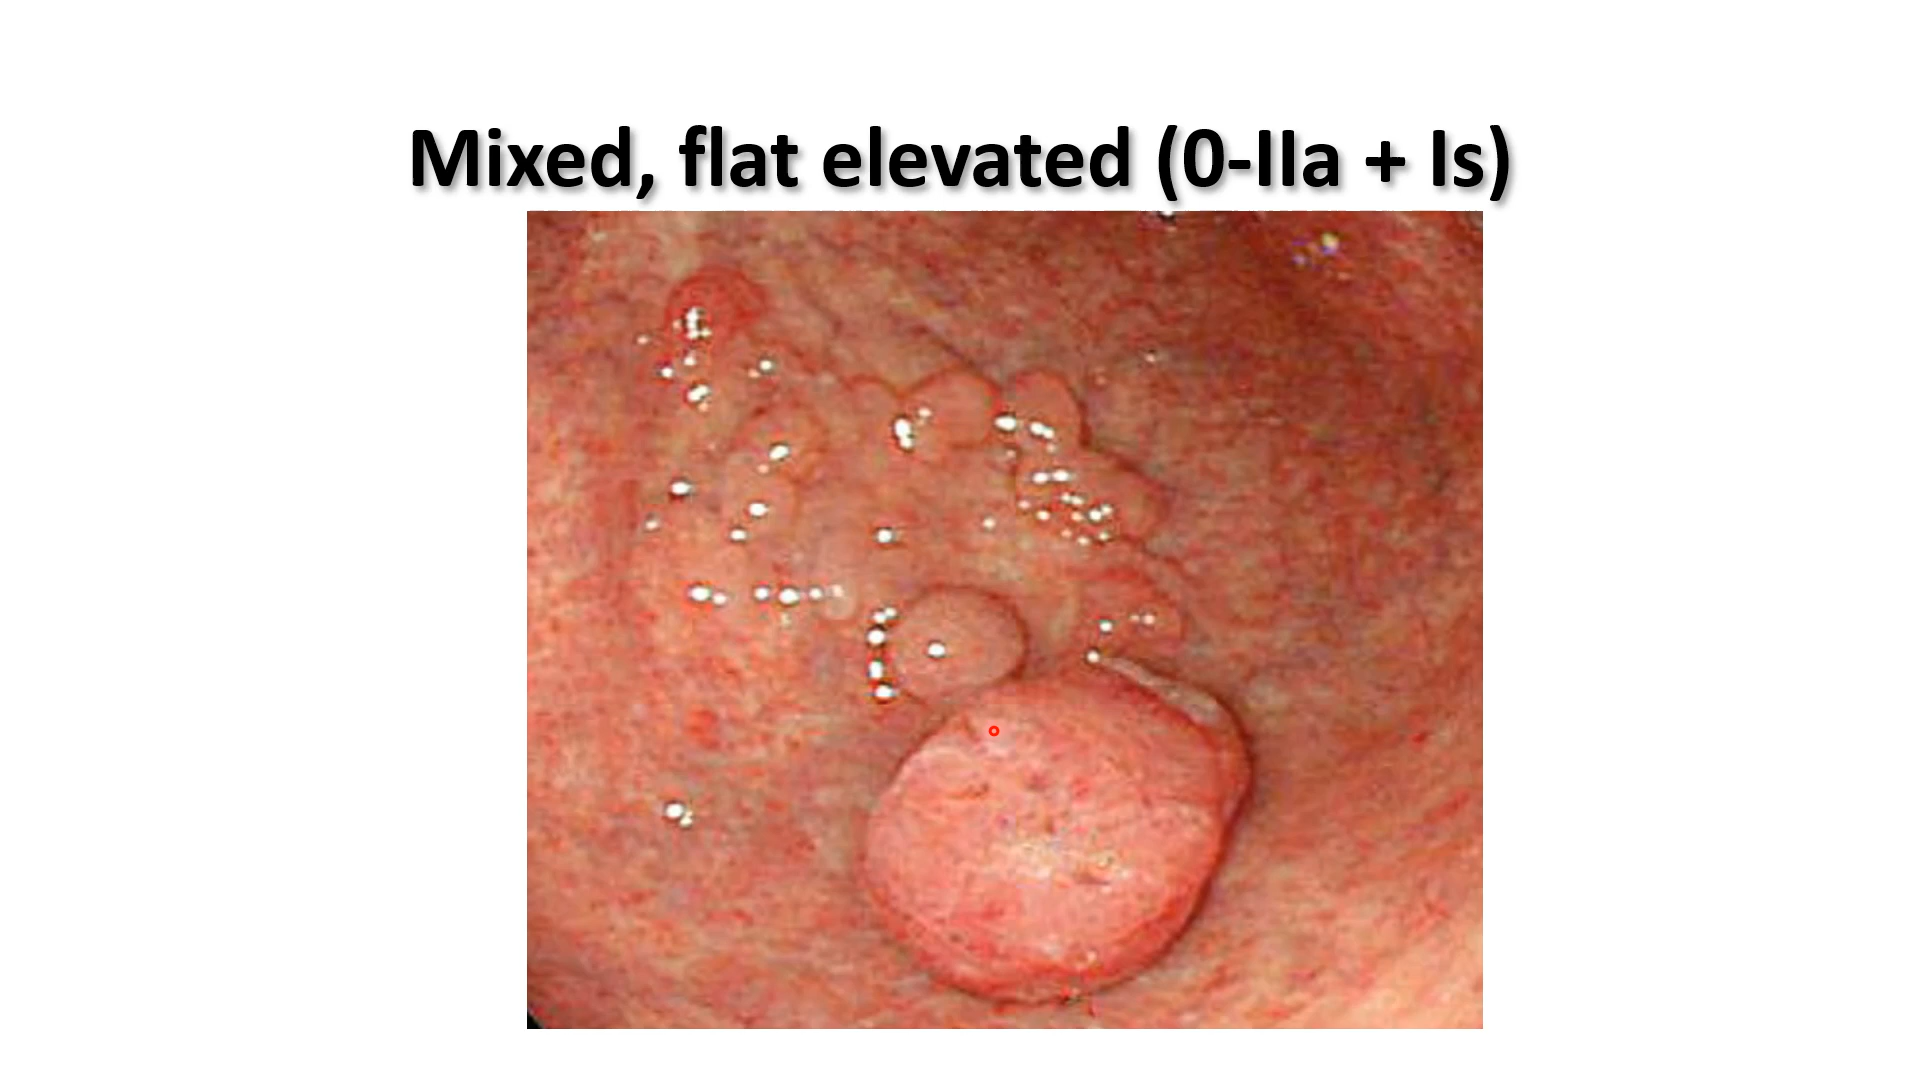 Mixed, flat elevated (0-IIa + Is)